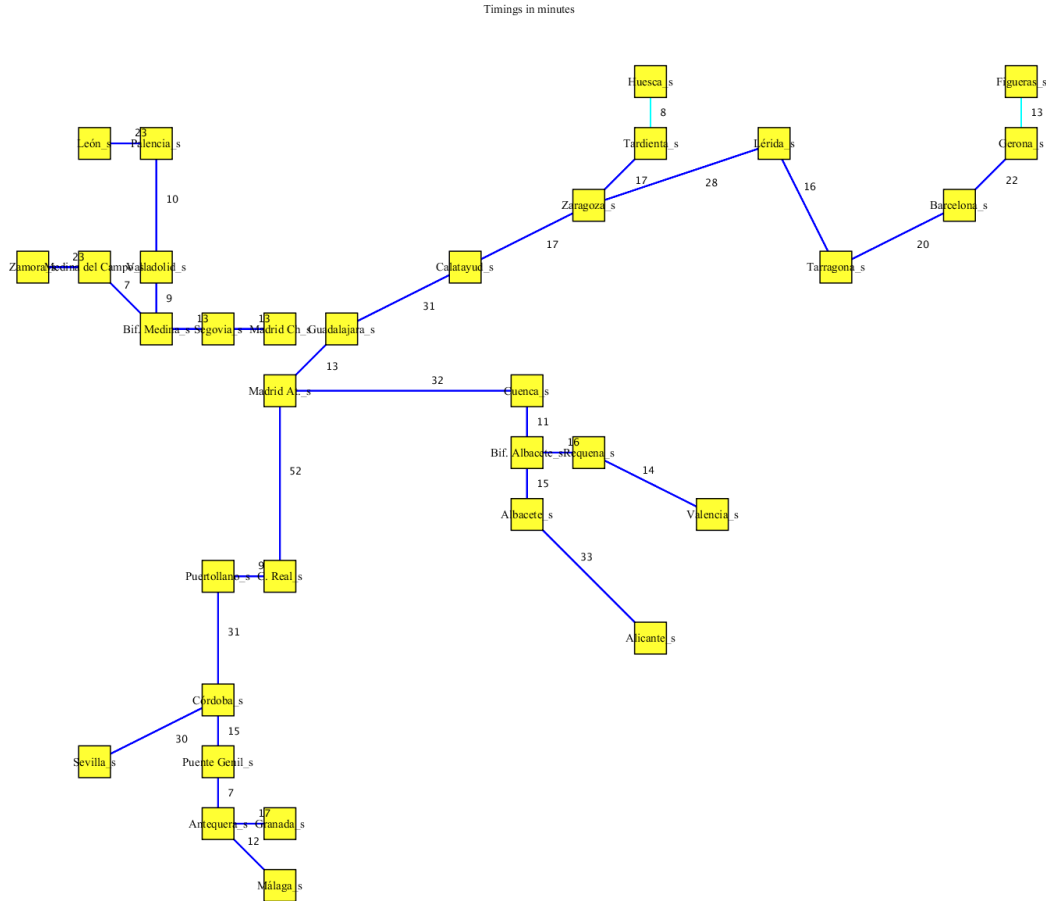 Timings in minutes
Huesca_s
Figueras_s
8
13
León_s
23
Palencia_s
Tardienta_s
Lérida_s
Gerona_s
17
28
22
16
10
Zaragoza_s
Barcelona_s
17
20
Zamora
23
Medina del Campo_s
Valladolid_s
Calatayud_s
Tarragona_s
7
9
31
Bif. Medina_s
13
Segovia_s
13
Madrid Ch_s
Guadalajara_s
13
32
Madrid A
_s
Cuenca_s
11
52
Bif. Albacete_s
16
Requena_s
14
15
Albacete_s
Valencia_s
33
Puertollano_s
9
C. Real_s
31
Alicante_s
Córdoba_s
30
15
Sevilla_s
Puente Genil_s
7
Antequera_s
17
Granada_s
12
Málaga_s